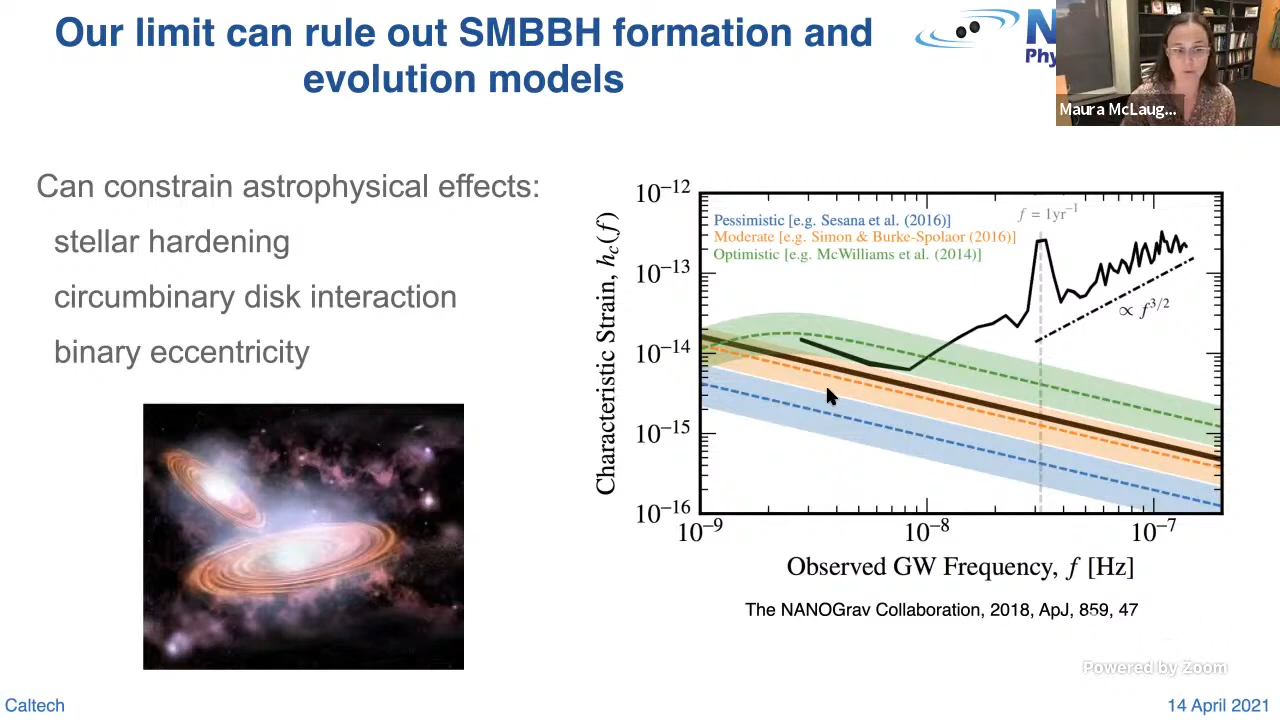 Our limit can rule out SMBBH formation and
evolution models
N
Phy
Maura McLaug...
Can constrain astrophysical effects:
stellar hardening
circumbinary disk interaction
binary eccentricity
Pessimistic [e.g. Sesana et al. (2016)]
Moderate [e.g. Simon & Burke-Spolaor (2016)]
Optimistic [e.g. McWilliams et al. (2014)]
f = 1yr⁻¹
∝ f³ᐟ²
Characteristic Strain, h_c(f)
10⁻¹²
10⁻¹³
10⁻¹⁴
10⁻¹⁵
10⁻¹⁶
10⁻⁹ 10⁻⁸ 10⁻⁷
Observed GW Frequency, f [Hz]
The NANOGrav Collaboration, 2018, ApJ, 859, 47
Powered by Zoom
Caltech
14 April 2021